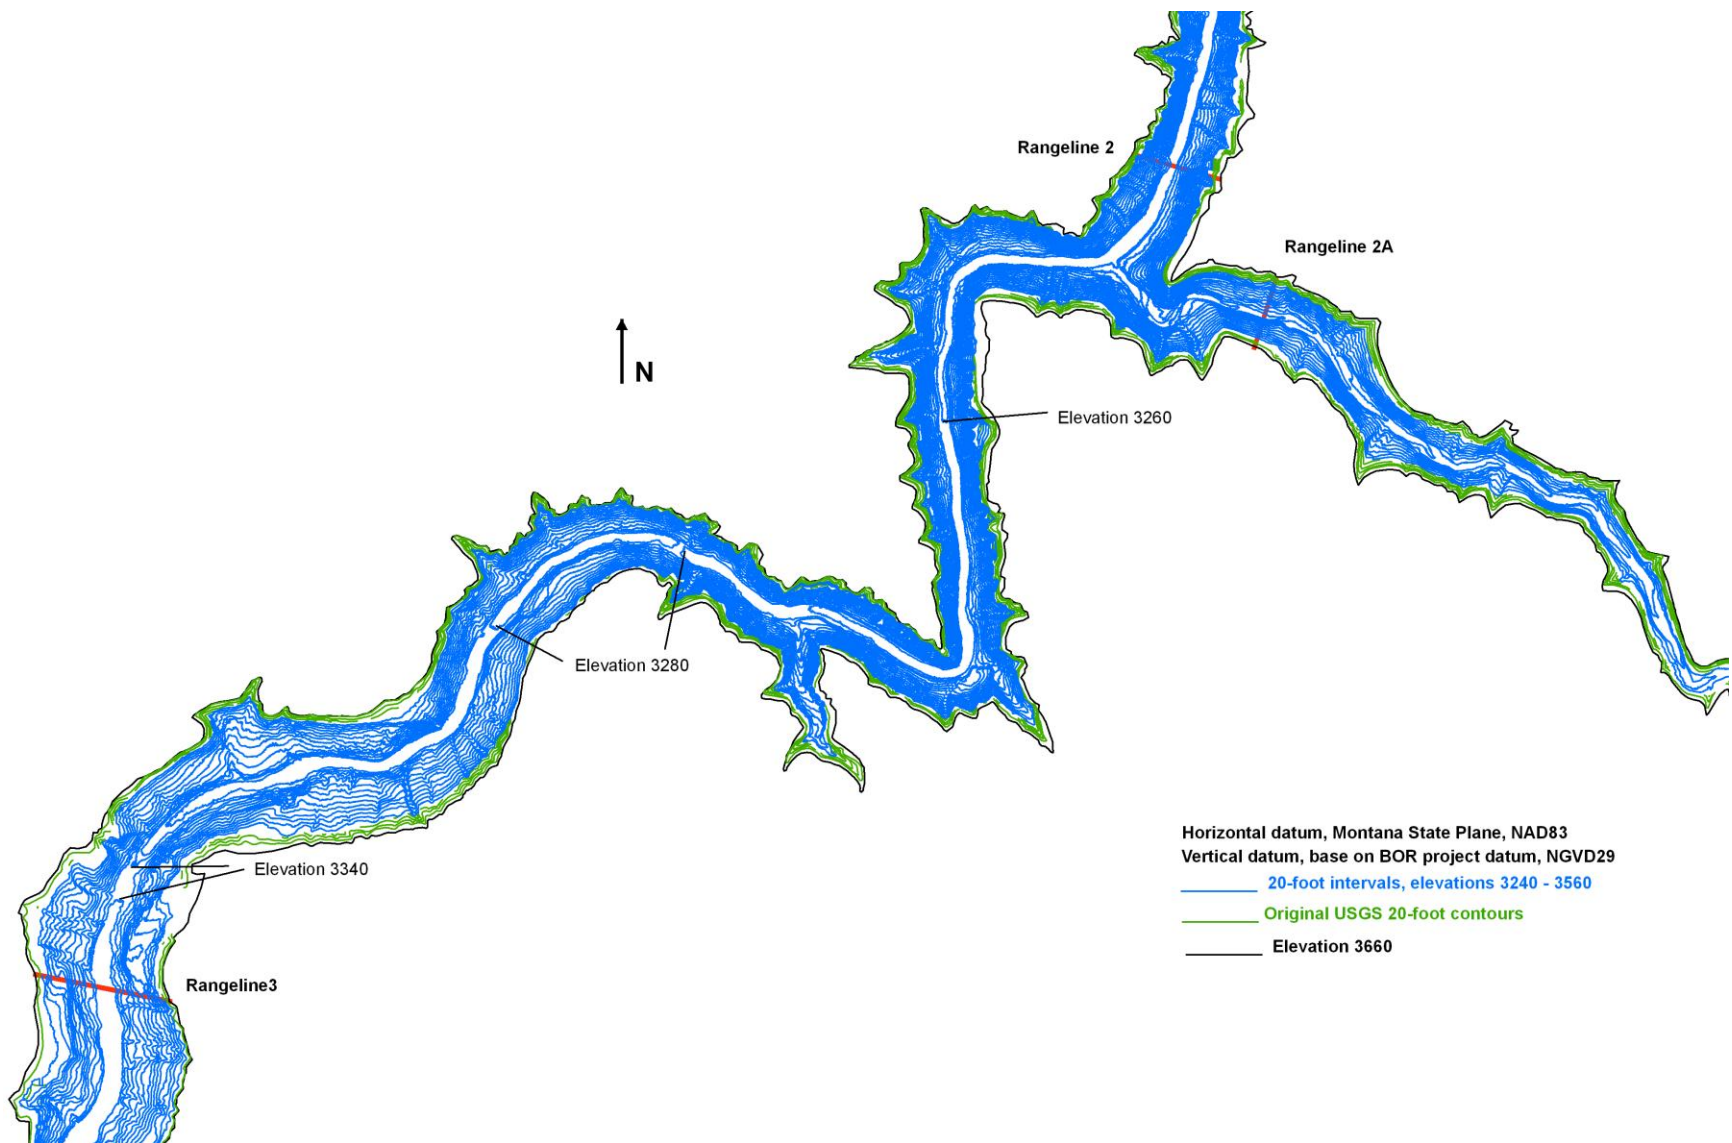 Rangeline 2
Rangeline 2A
N
Elevation 3260
Elevation 3280
Elevation 3340
Rangeline3
Horizontal datum, Montana State Plane, NAD83
Vertical datum, base on BOR project datum, NGVD29
20-foot intervals, elevations 3240 - 3560
Original USGS 20-foot contours
Elevation 3660